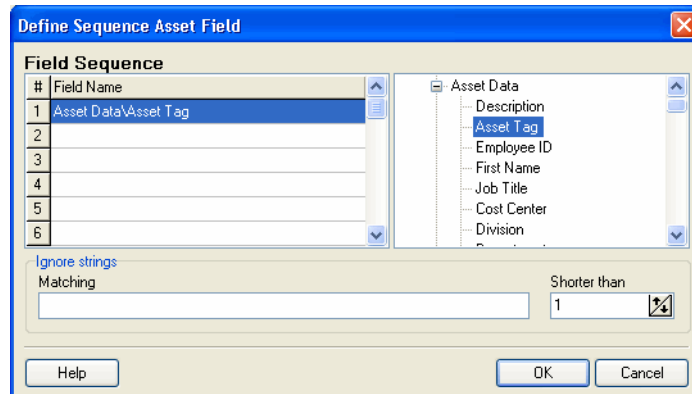 Define Sequence Asset Field
Field Sequence
# Field Name
1 Asset Data\Asset Tag
2
3
4
5
6
Asset Data
Description
Asset Tag
Employee ID
First Name
Job Title
Cost Center
Division
Ignore strings
Matching
Shorter than
1
Help
OK
Cancel